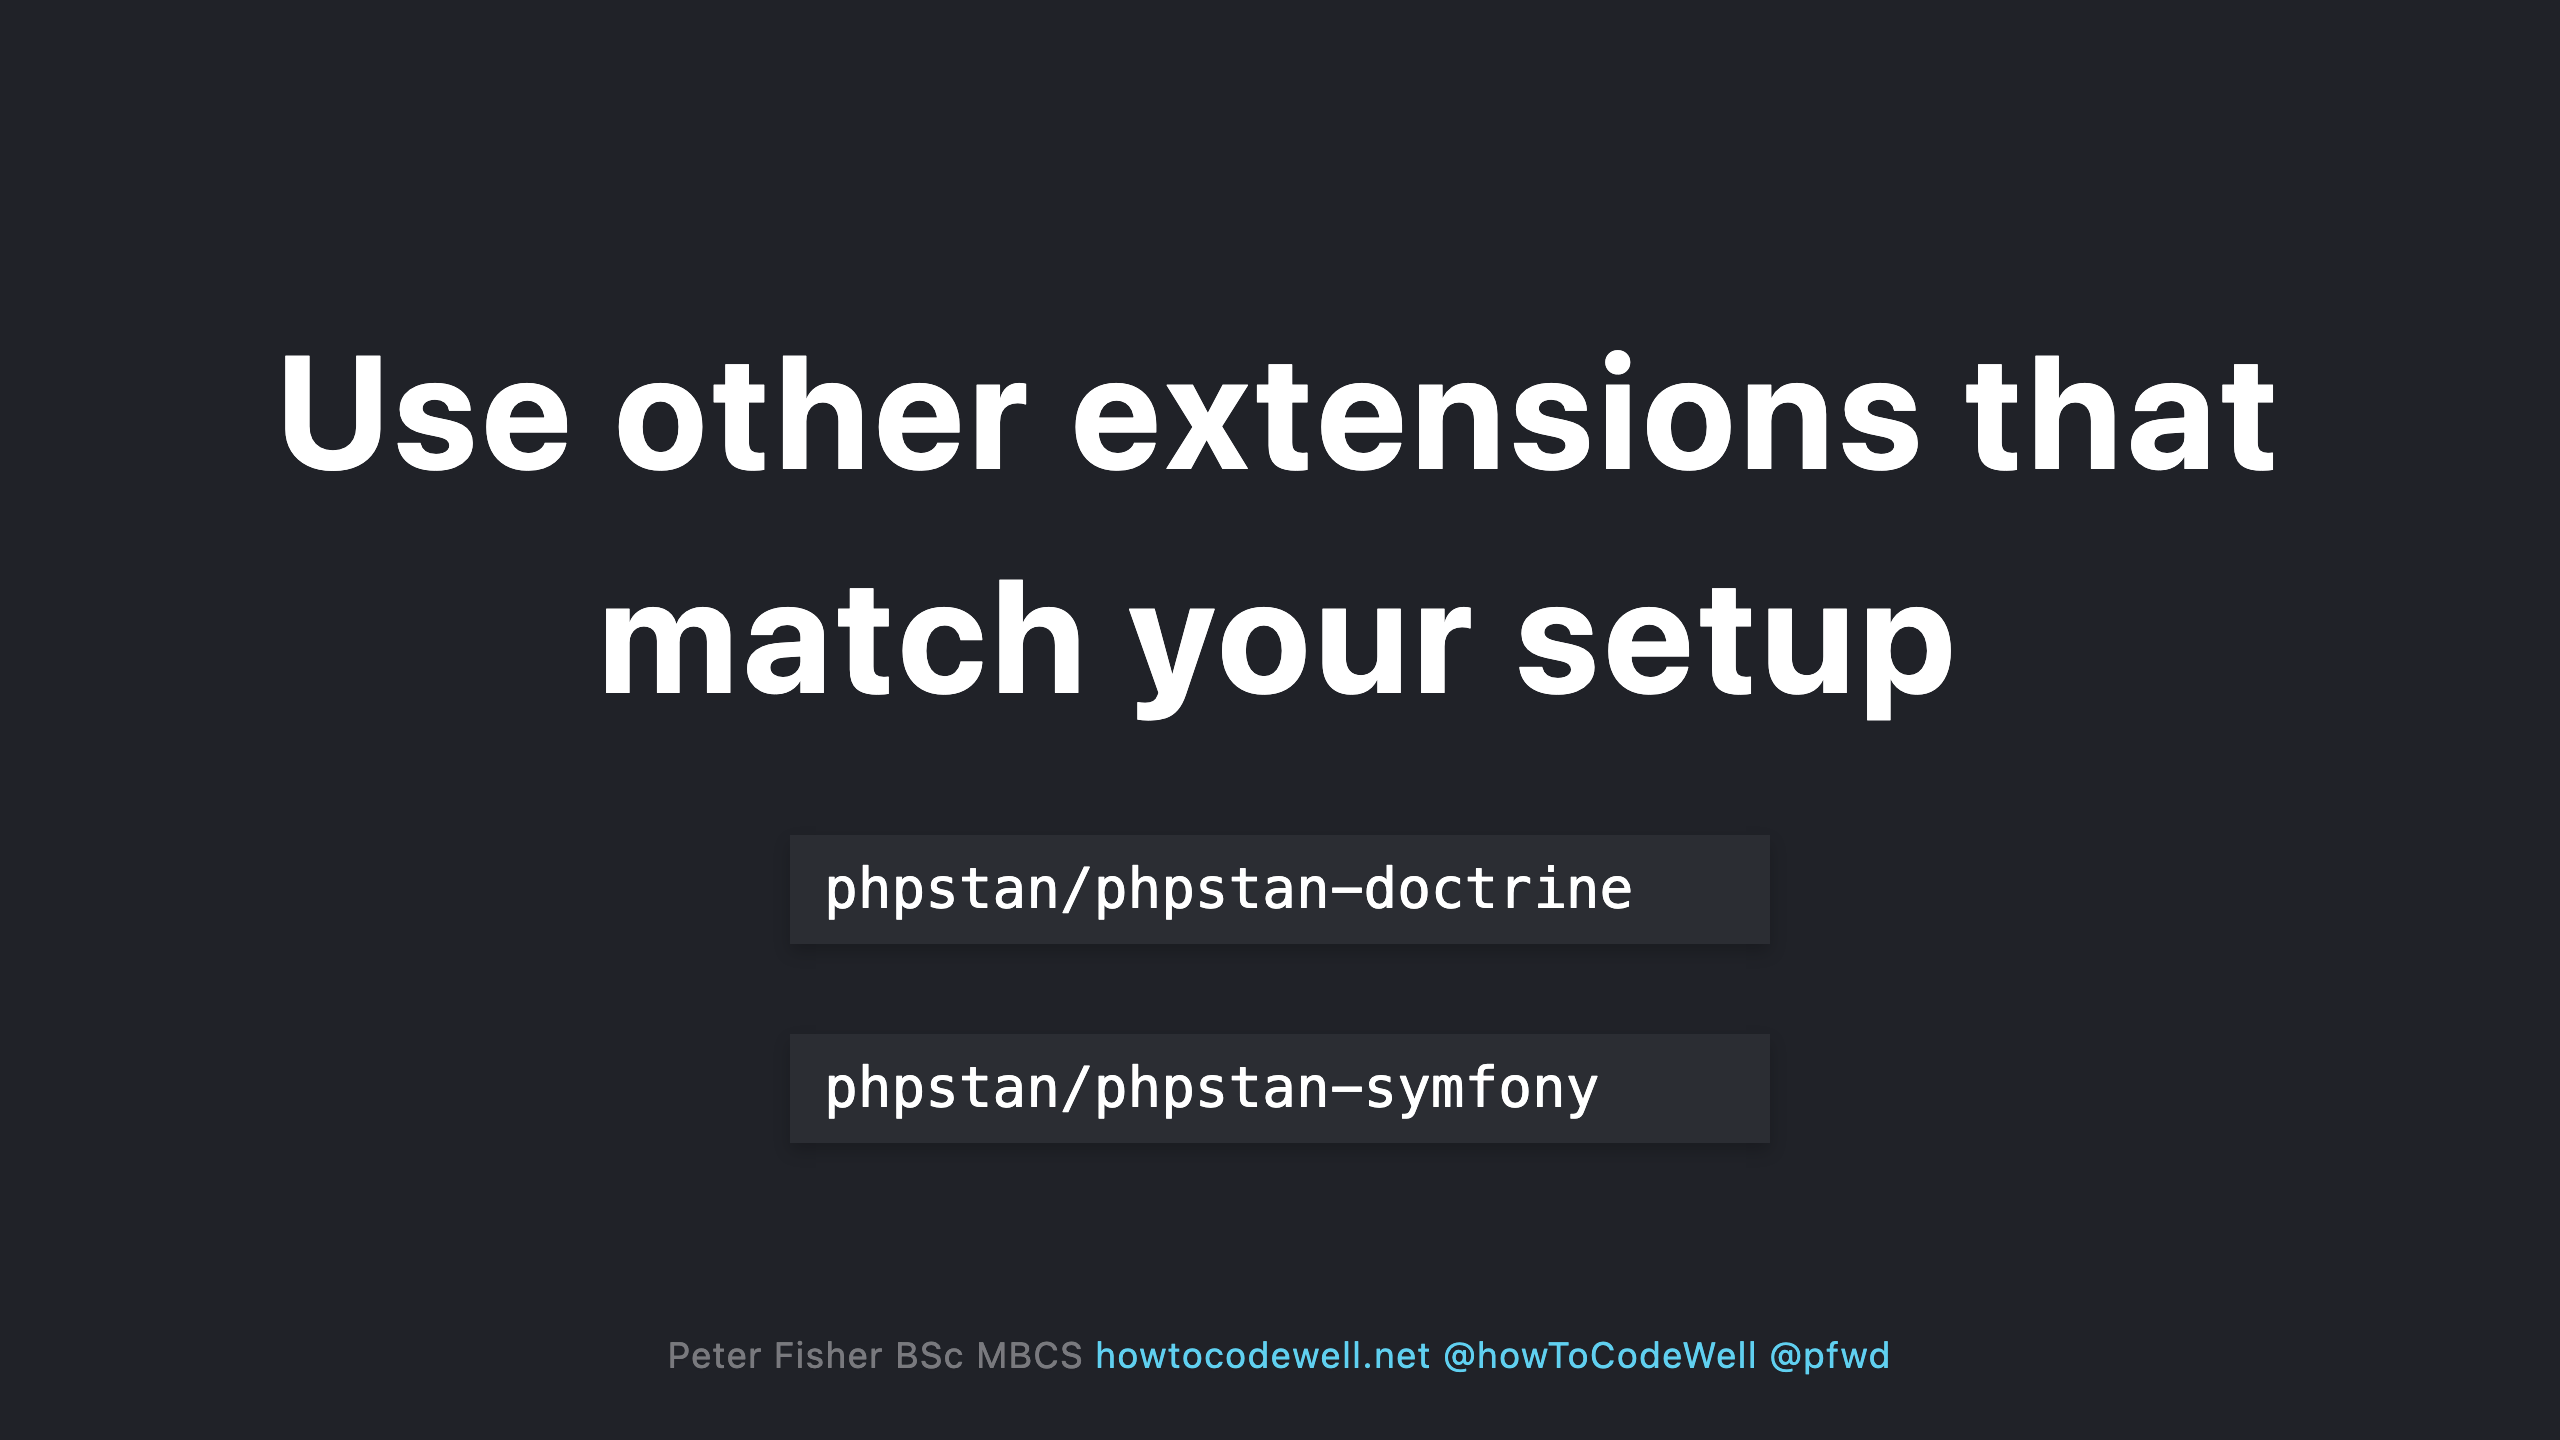 Use other extensions that
match your setup
phpstan/phpstan-doctrine
phpstan/phpstan-symfony
Peter Fisher BSc MBCS howtocodewell.net @howToCodeWell @pfwd